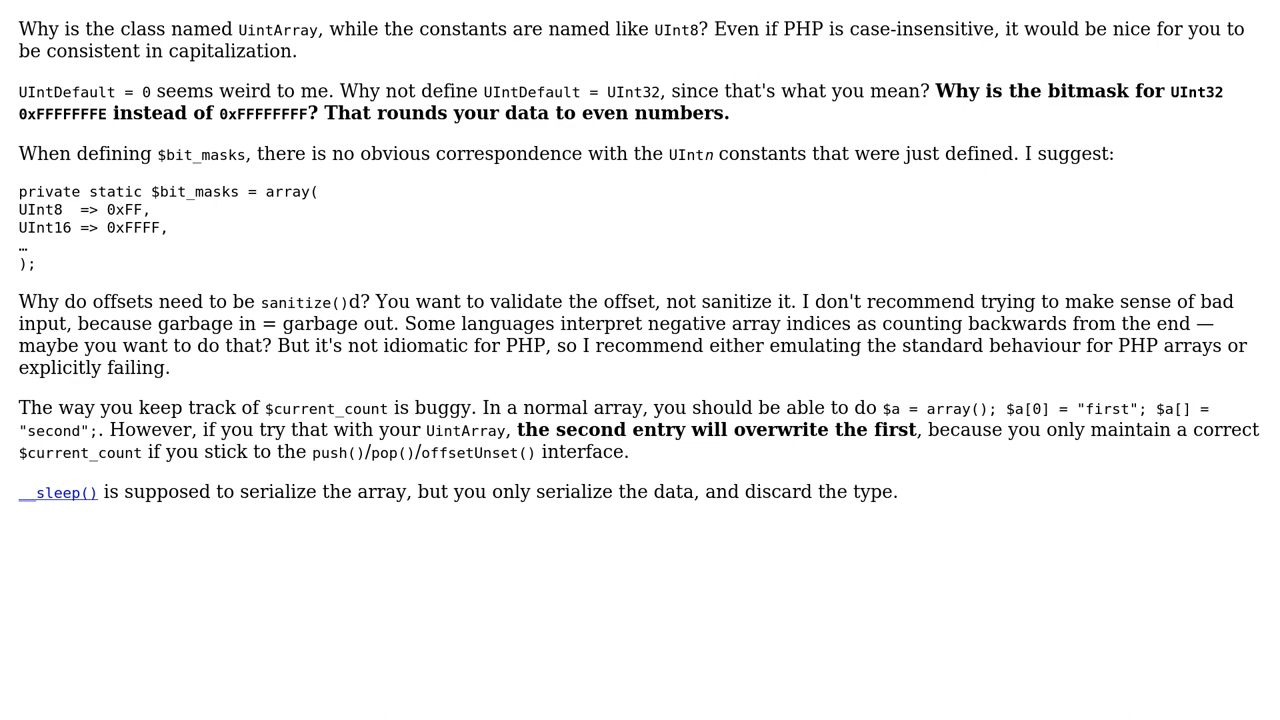 Why is the class named UintArray, while the constants are named like UInt8? Even if PHP is case-insensitive, it would be nice for you to
be consistent in capitalization.
UIntDefault = 0 seems weird to me. Why not define UIntDefault = UInt32, since that's what you mean? Why is the bitmask for UInt32
0xFFFFFFFE instead of 0xFFFFFFFF? That rounds your data to even numbers.
When defining $bit_masks, there is no obvious correspondence with the UIntn constants that were just defined. I suggest:
private static $bit_masks = array(
UInt8  => 0xFF,
UInt16 => 0xFFFF,
…
);
Why do offsets need to be sanitize()d? You want to validate the offset, not sanitize it. I don't recommend trying to make sense of bad
input, because garbage in = garbage out. Some languages interpret negative array indices as counting backwards from the end —
maybe you want to do that? But it's not idiomatic for PHP, so I recommend either emulating the standard behaviour for PHP arrays or
explicitly failing.
The way you keep track of $current_count is buggy. In a normal array, you should be able to do $a = array(); $a[0] = "first"; $a[] =
"second";. However, if you try that with your UintArray, the second entry will overwrite the first, because you only maintain a correct
$current_count if you stick to the push()/pop()/offsetUnset() interface.
__sleep() is supposed to serialize the array, but you only serialize the data, and discard the type.